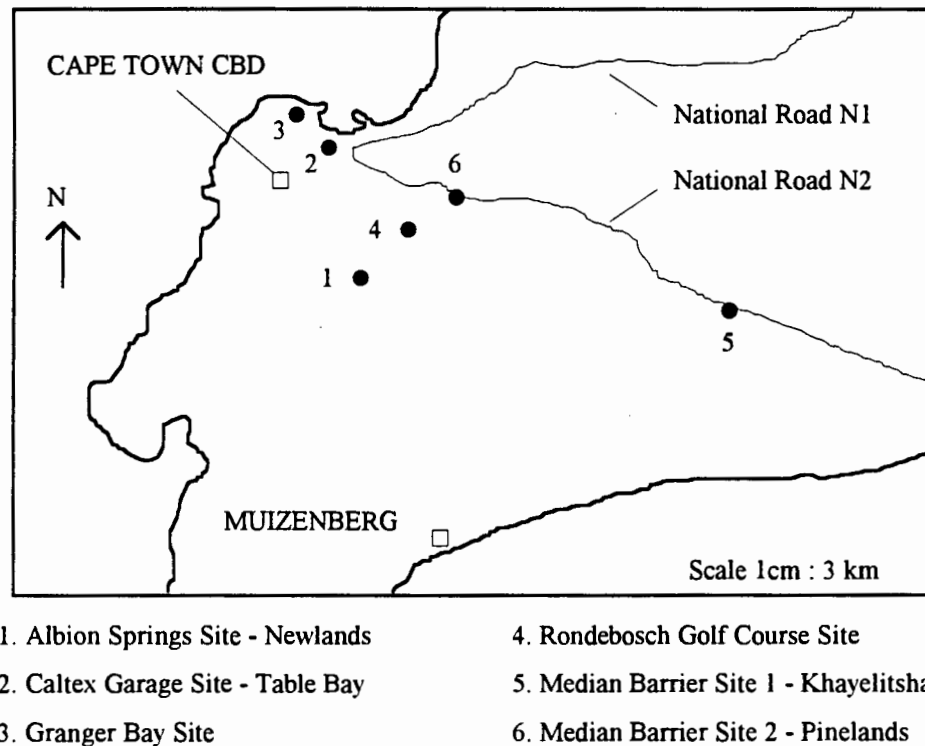 CAPE TOWN CBD
National Road N1
3
2
6
National Road N2
N
4
1
5
MUIZENBERG
Scale 1cm : 3 km
1. Albion Springs Site - Newlands
4. Rondebosch Golf Course Site
2. Caltex Garage Site - Table Bay
5. Median Barrier Site 1 - Khayelitsha
3. Granger Bay Site
6. Median Barrier Site 2 - Pinelands